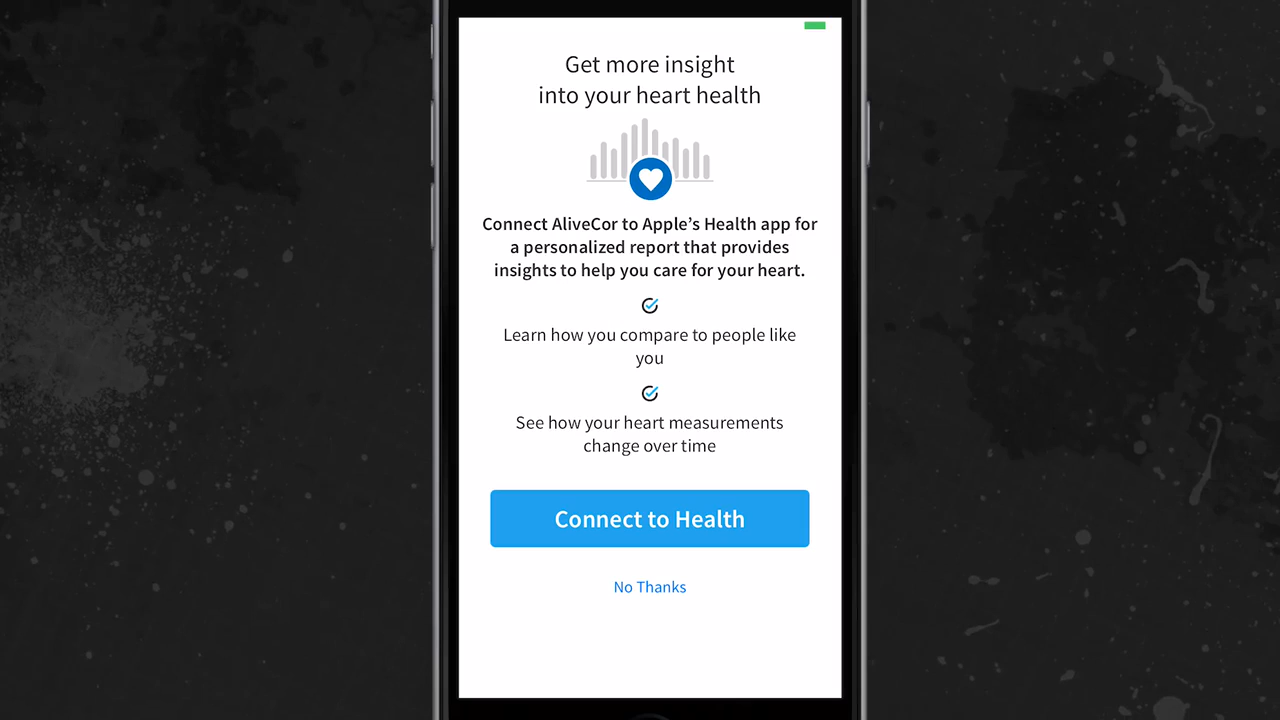 Get more insight
into your heart health
Connect AliveCor to Apple’s Health app for
a personalized report that provides
insights to help you care for your heart.
Learn how you compare to people like
you
See how your heart measurements
change over time
Connect to Health
No Thanks